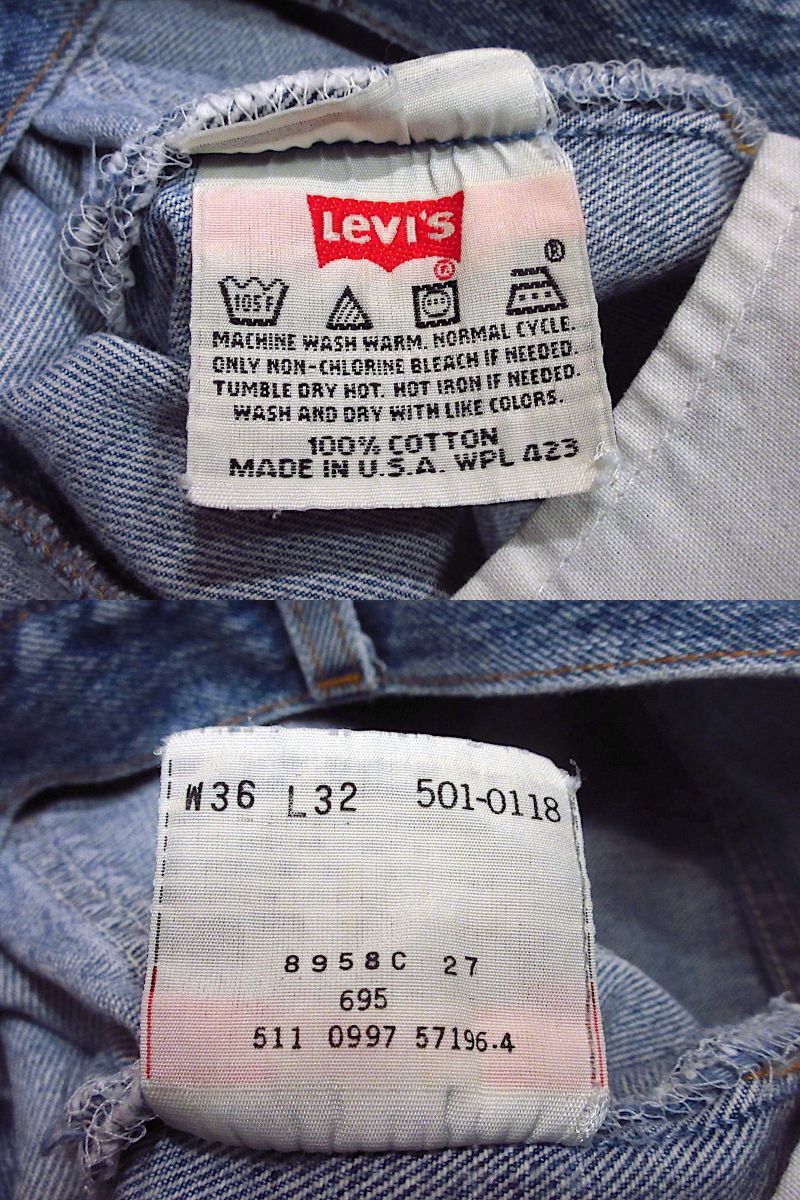 Levi's
®
®
105F
MACHINE WASH WARM. NORMAL CYCLE.
ONLY NON-CHLORINE BLEACH IF NEEDED.
TUMBLE DRY HOT. HOT IRON IF NEEDED.
WASH AND DRY WITH LIKE COLORS.
100% COTTON
MADE IN U.S.A. WPL 423
W36 L32 501-0118
8958C 27
695
511 0997 57196.4